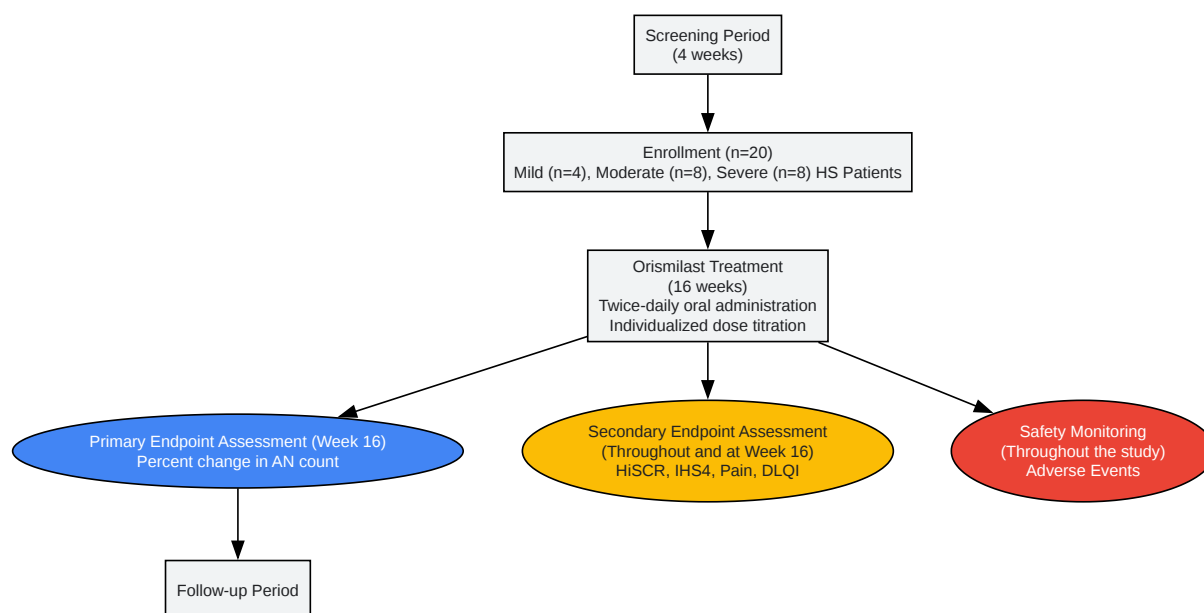 Screening Period
(4 weeks)
Enrollment (n=20)
Mild (n=4), Moderate (n=8), Severe (n=8) HS Patients
Orismilast Treatment
(16 weeks)
Twice-daily oral administration
Individualized dose titration
Primary Endpoint Assessment (Week 16)
Percent change in AN count
Secondary Endpoint Assessment
(Throughout and at Week 16)
HiSCR, IHS4, Pain, DLQI
Safety Monitoring
(Throughout the study)
Adverse Events
Follow-up Period